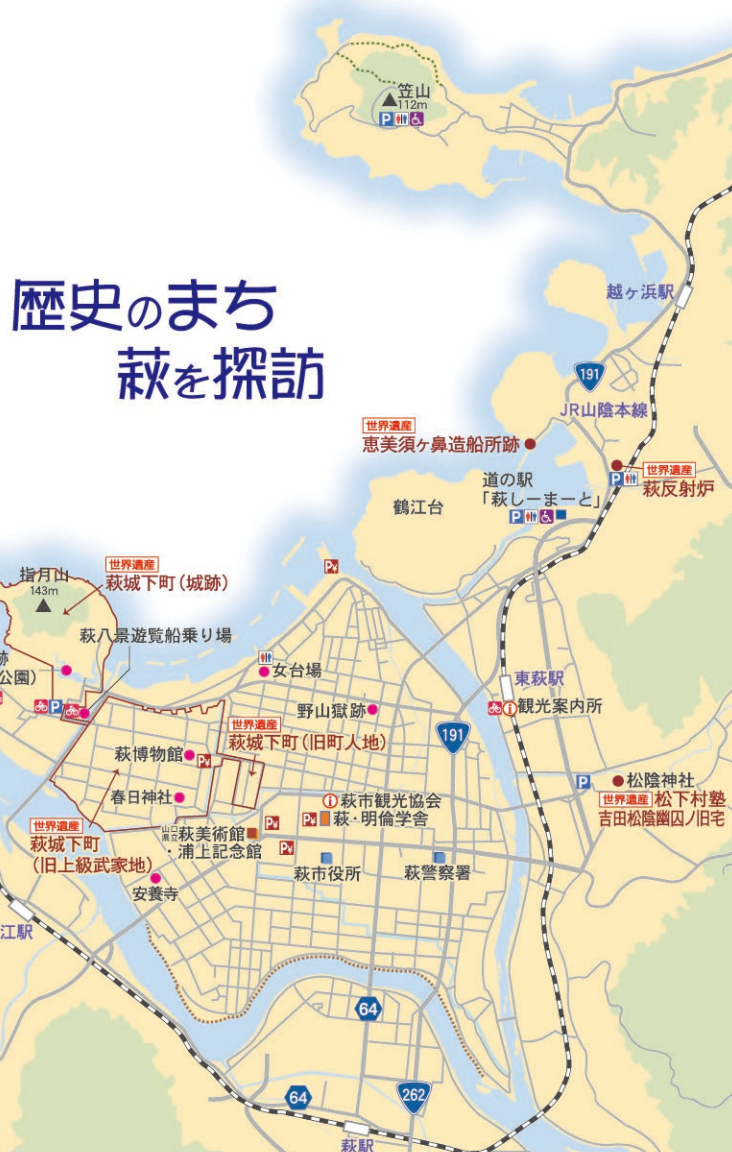 笠山
112m
P
歴史のまち
萩を探訪
越ヶ浜駅
191
JR山陰本線
世界遺産
恵美須ヶ鼻造船所跡
世界遺産
萩反射炉
P
道の駅
「萩しーまーと」
P
鶴江台
P¥
指月山
143m
世界遺産
萩城下町（城跡）
萩八景遊覧船乗り場
跡
公園）
P
女台場
東萩駅
観光案内所
野山獄跡
191
世界遺産
萩城下町（旧町人地）
萩博物館
P¥
春日神社
P
松陰神社
世界遺産 松下村塾
吉田松陰幽囚ノ旧宅
萩市観光協会
P¥ 萩・明倫学舎
世界遺産
萩城下町
（旧上級武家地）
山口県立 萩美術館
・浦上記念館
P¥
P¥
萩市役所
萩警察署
安養寺
江駅
64
64
262
萩駅